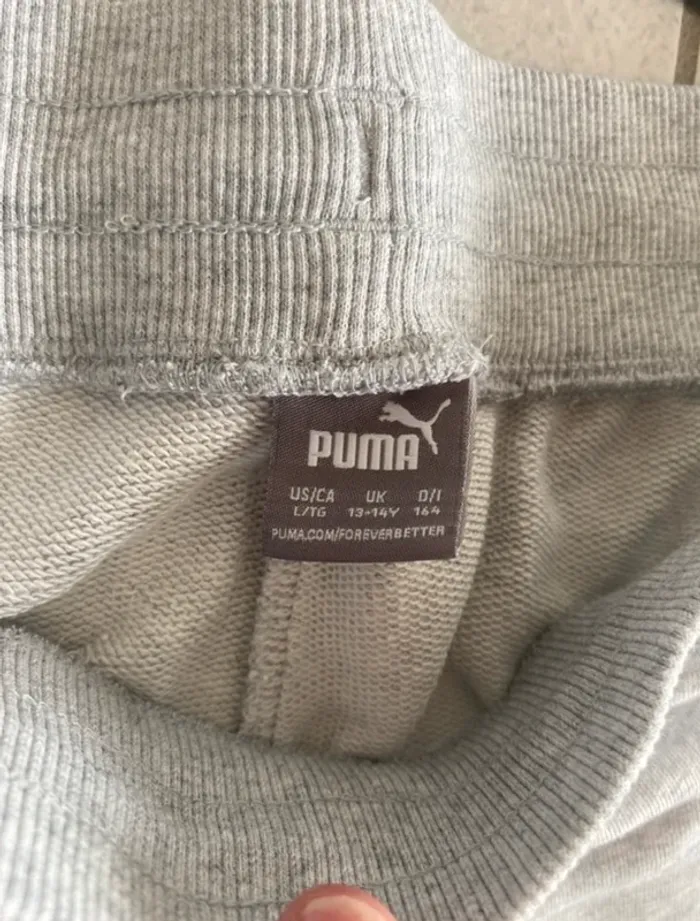 PUMA
US/CA UK D/I
L/TG 13-14Y 164
PUMA.COM/FOREVERBETTER